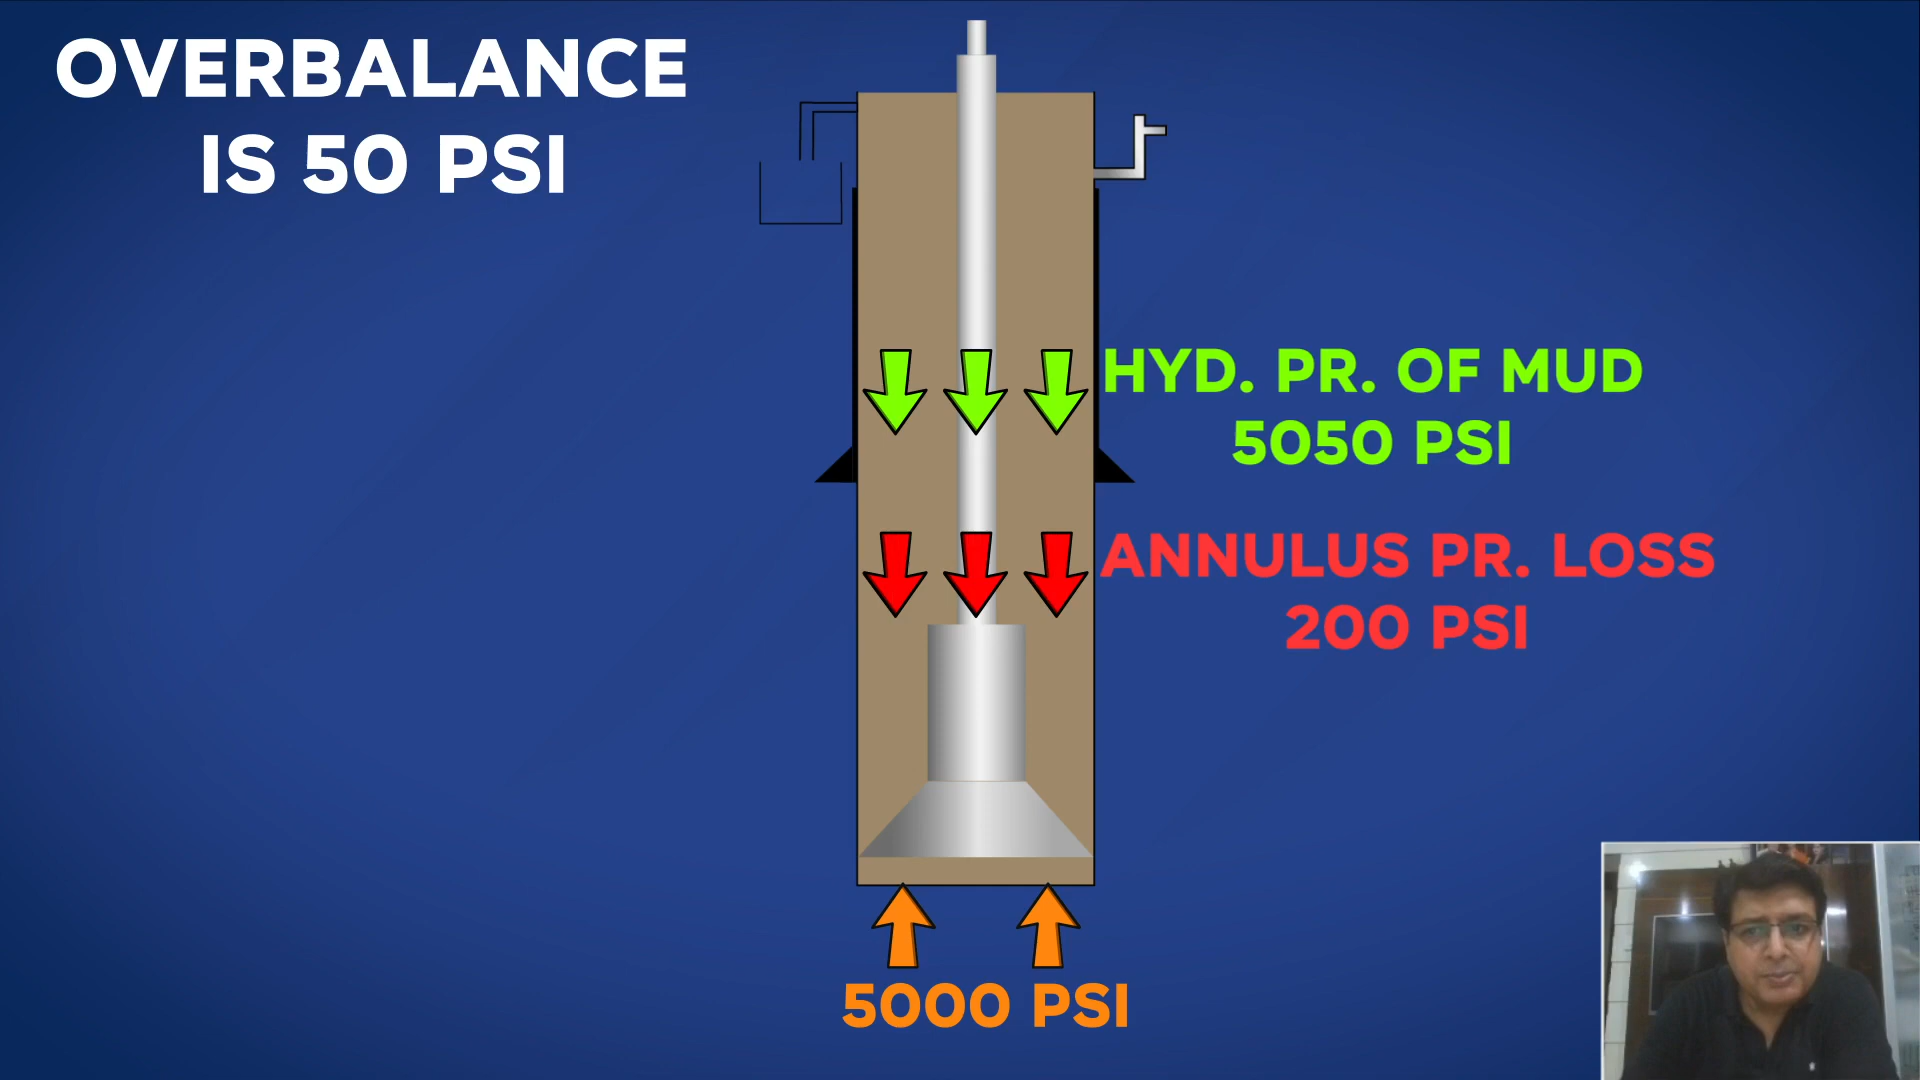 OVERBALANCE
IS 50 PSI
HYD. PR. OF MUD
5050 PSI
ANNULUS PR. LOSS
200 PSI
5000 PSI